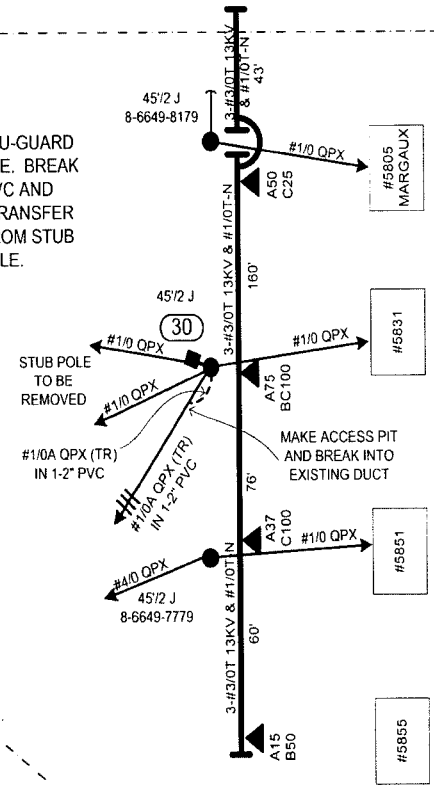 3-#3/0T 13KV
& #1/0T-N
43'
45'/2 J
8-6649-8179
U-GUARD
E. BREAK
VC AND
TRANSFER
OM STUB
LE.
#1/0 QPX
#5805
MARGAUX
A50
C25
3-#3/0T 13KV & #1/0T-N
160'
45'/2 J
30
#1/0 QPX
#1/0 QPX
#5831
STUB POLE
TO BE
REMOVED
#1/0 QPX
A75
BC100
#1/0A QPX (TR)
IN 1-2" PVC
#1/0A QPX (TR)
IN 1-2" PVC
MAKE ACCESS PIT
AND BREAK INTO
EXISTING DUCT
76'
A37
C100
#1/0 QPX
#5851
#4/0 QPX
45'/2 J
8-6649-7779
3-#3/0T 13KV & #1/0T-N
60'
A15
B50
#5855